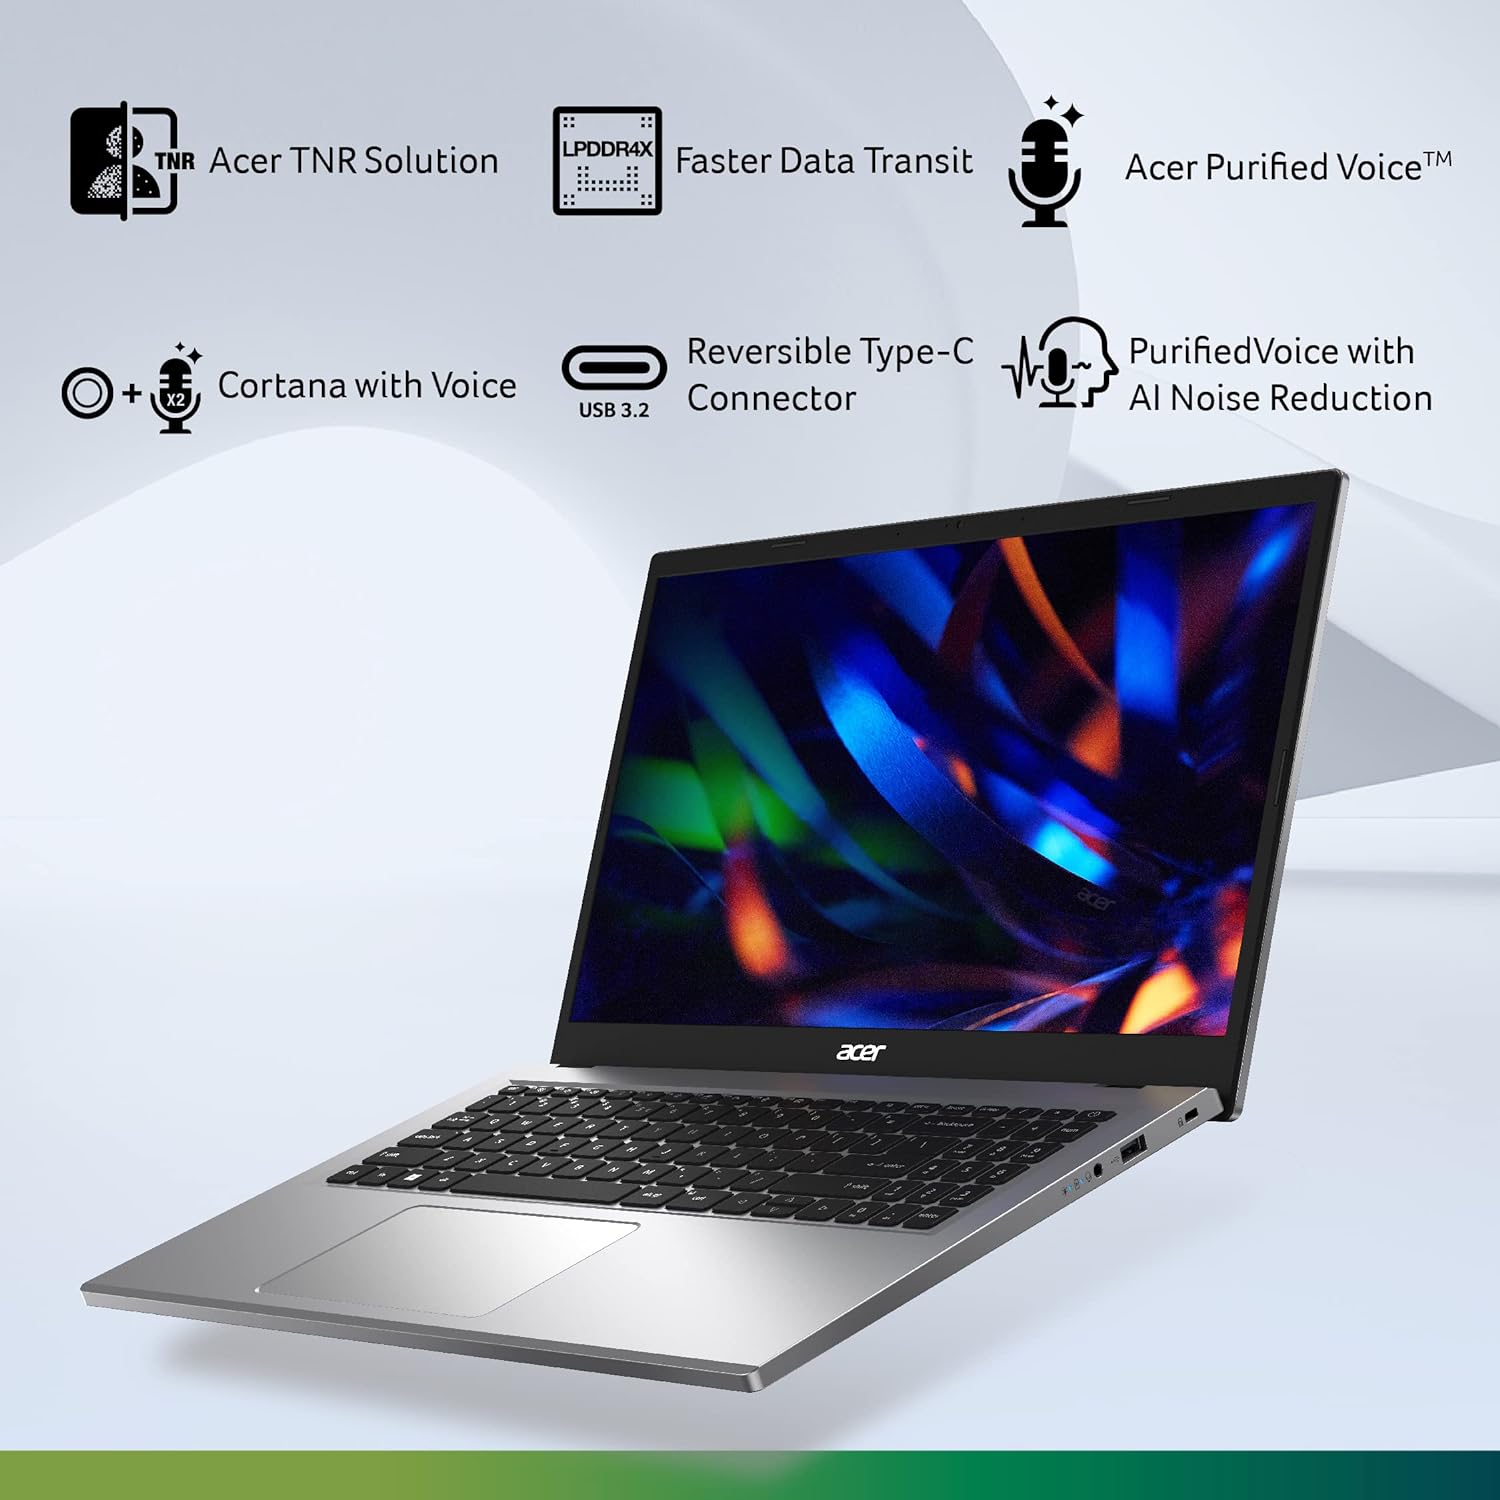 TNR
Acer TNR Solution
LPDDR4X
Faster Data Transit
Acer Purified Voice™
+
X2
Cortana with Voice
USB 3.2
Reversible Type-C
Connector
PurifiedVoice with
AI Noise Reduction
acer
acer